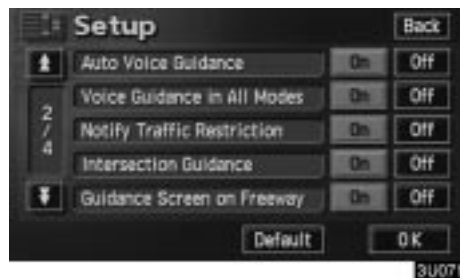 Setup Back
Auto Voice Guidance On Off
Voice Guidance in All Modes On Off
2/4
Notify Traffic Restriction On Off
Intersection Guidance On Off
Guidance Screen on Freeway On Off
Default OK